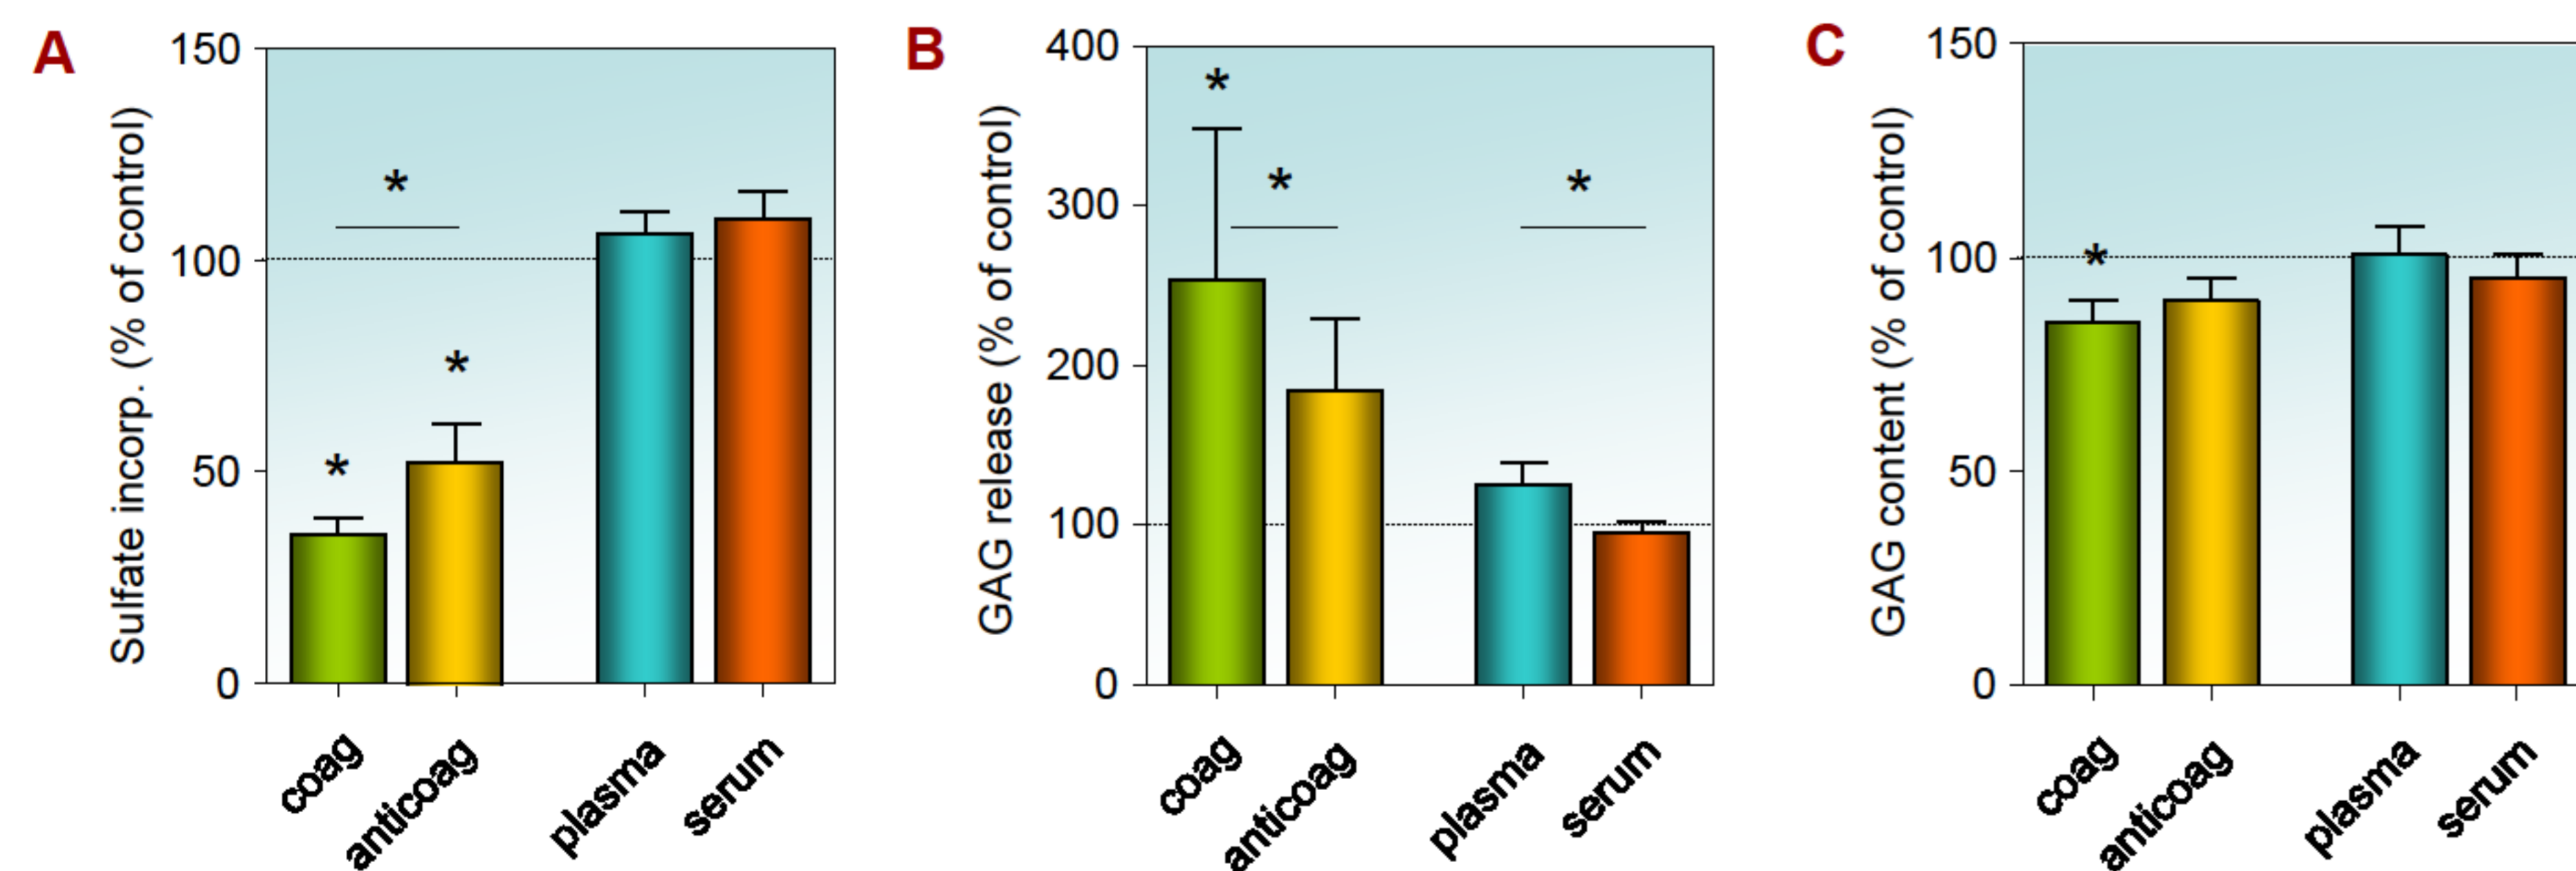 A
Sulfate incorp. (% of control)
150
100
50
0
*
*
*
coag
anticoag
plasma
serum
B
GAG release (% of control)
400
300
200
100
0
*
*
*
coag
anticoag
plasma
serum
C
GAG content (% of control)
150
100
50
0
*
coag
anticoag
plasma
serum